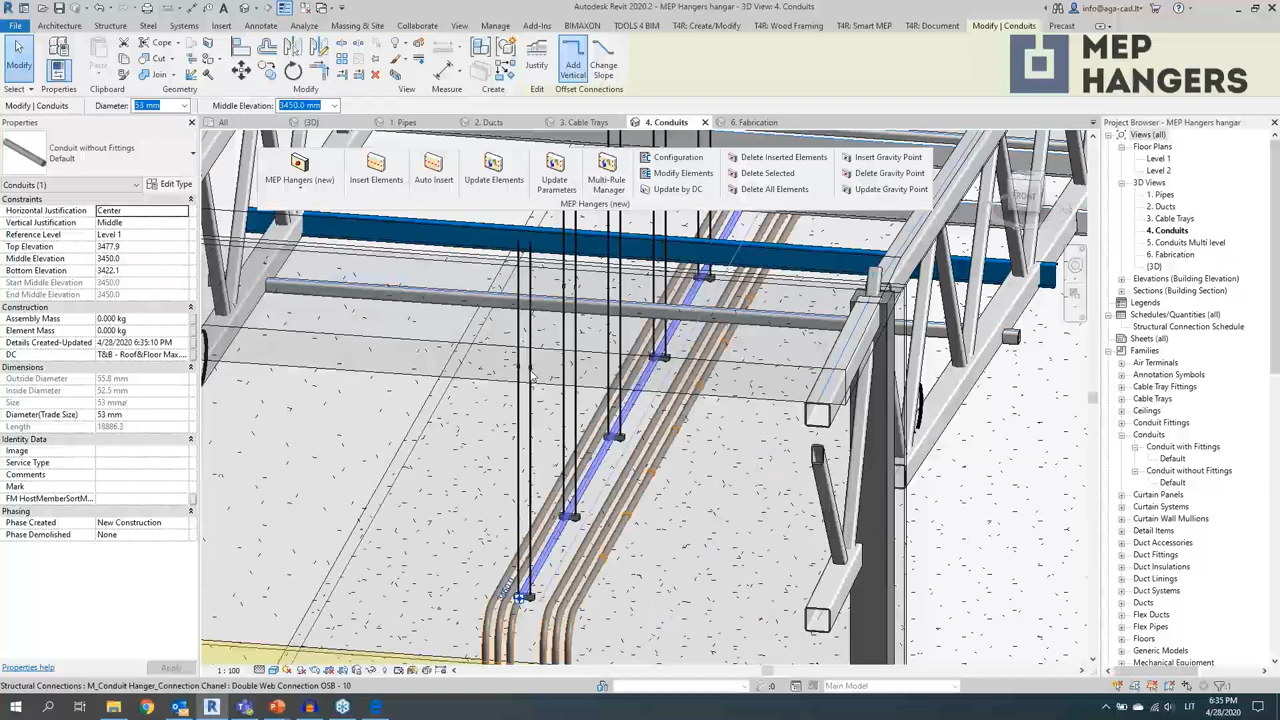 Autodesk Revit 2020.2 - MEP Hangers hangar - 3D View: 4. Conduits
info@aga-cad.lt
File Architecture Structure Steel Systems Insert Annotate Analyze Massing & Site Collaborate View Manage Add-Ins BIMAXON TOOLS 4 BIM T4R: Create/Modify T4R: Wood Framing T4R: Smart MEP T4R: Document Modify | Conduits Precast
Modify Paste Cope Cut Join Justify Add Vertical Change Slope
Select Properties Clipboard Geometry Modify View Measure Create Edit Offset Connections
MEP
HANGERS
Modify | Conduits Diameter: 53 mm Middle Elevation: 3450.0 mm
Properties
All {3D} 1. Pipes 2. Ducts 3. Cable Trays 4. Conduits 6. Fabrication
Conduit without Fittings
Default
Conduits (1) Edit Type
Constraints
Horizontal Justification Center
Vertical Justification Middle
Reference Level Level 1
Top Elevation 3477.9
Middle Elevation 3450.0
Bottom Elevation 3422.1
Start Middle Elevation 3450.0
End Middle Elevation 3450.0
Construction
Assembly Mass 0.000 kg
Element Mass 0.000 kg
Details Created-Updated 4/28/2020 6:35:10 PM
DC T&B - Roof&Floor Max...
Dimensions
Outside Diameter 55.8 mm
Inside Diameter 52.5 mm
Size 53 mmø
Diameter(Trade Size) 53 mm
Length 18886.3
Identity Data
Image
Service Type
Comments
Mark
FM HostMemberSortM...
Phasing
Phase Created New Construction
Phase Demolished None
Properties help Apply
MEP Hangers (new) Insert Elements Auto Insert Update Elements Update Parameters Multi-Rule Manager
Configuration Delete Inserted Elements Insert Gravity Point
Modify Elements Delete Selected Delete Gravity Point
Update by DC Delete All Elements Update Gravity Point
MEP Hangers (new)
FRONT
1 : 100
Project Browser - MEP Hangers hangar
Views (all)
Floor Plans
Level 1
Level 2
3D Views
1. Pipes
2. Ducts
3. Cable Trays
4. Conduits
5. Conduits Multi level
6. Fabrication
{3D}
Elevations (Building Elevation)
Sections (Building Section)
Legends
Schedules/Quantities (all)
Structural Connection Schedule
Sheets (all)
Families
Air Terminals
Annotation Symbols
Cable Tray Fittings
Cable Trays
Ceilings
Conduit Fittings
Conduits
Conduit with Fittings
Default
Conduit without Fittings
Default
Curtain Panels
Curtain Systems
Curtain Wall Mullions
Detail Items
Duct Accessories
Duct Fittings
Duct Insulations
Duct Linings
Duct Systems
Ducts
Flex Ducts
Flex Pipes
Floors
Generic Models
Mechanical Equipment
Structural Connections : M_Conduit Hanger_Connection Chanel : Double Web Connection OSB - 10
:0 Main Model :1
LIT 6:35 PM
4/28/2020